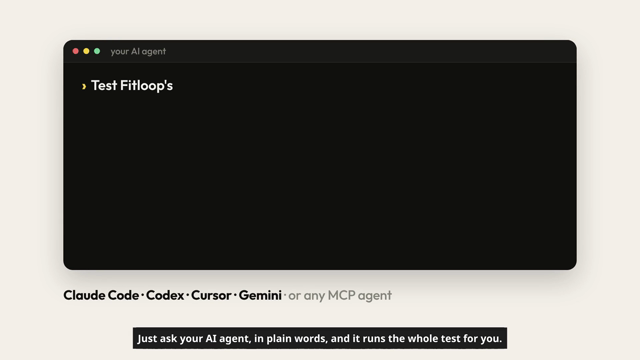 your AI agent
› Test Fitloop's
Claude Code · Codex · Cursor · Gemini · or any MCP agent
Just ask your AI agent, in plain words, and it runs the whole test for you.